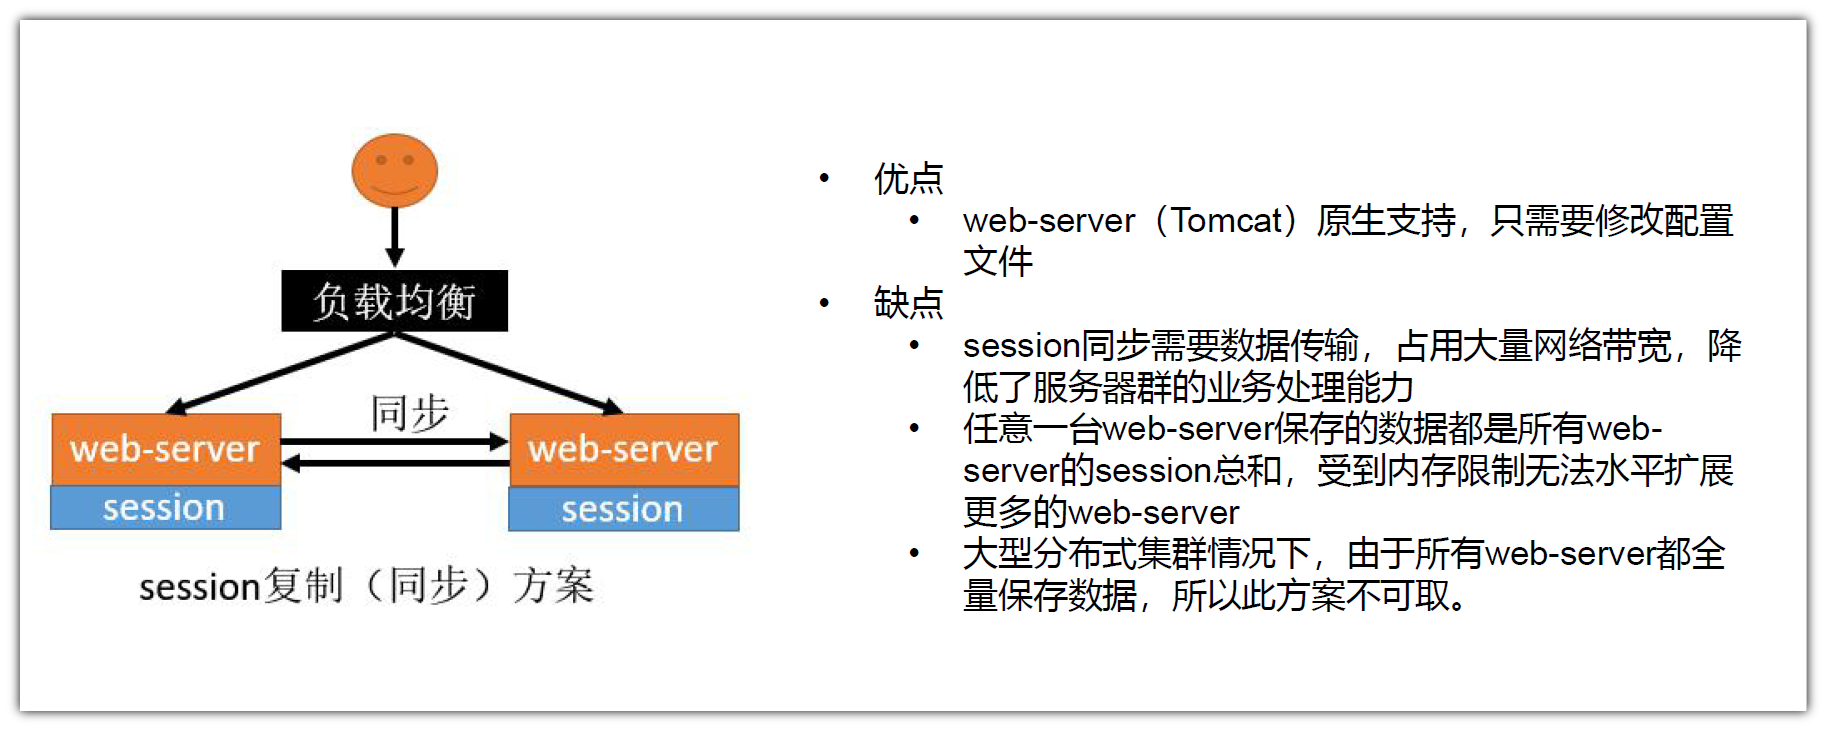 负载均衡
同步
web-server
web-server
session
session
session复制（同步）方案
• 优点
• web-server（Tomcat）原生支持，只需要修改配置
文件
• 缺点
• session同步需要数据传输，占用大量网络带宽，降
低了服务器群的业务处理能力
• 任意一台web-server保存的数据都是所有web-
server的session总和，受到内存限制无法水平扩展
更多的web-server
• 大型分布式集群情况下，由于所有web-server都全
量保存数据，所以此方案不可取。